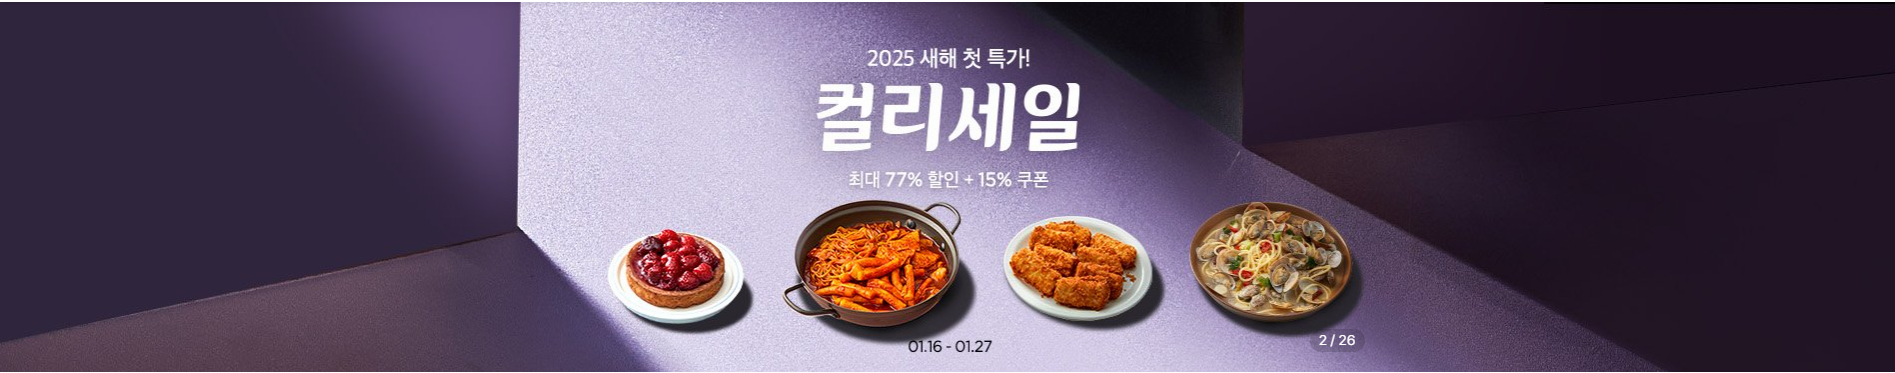 2025 새해 첫 특가!
컬리세일
최대 77% 할인 + 15% 쿠폰
01.16 - 01.27
2 / 26